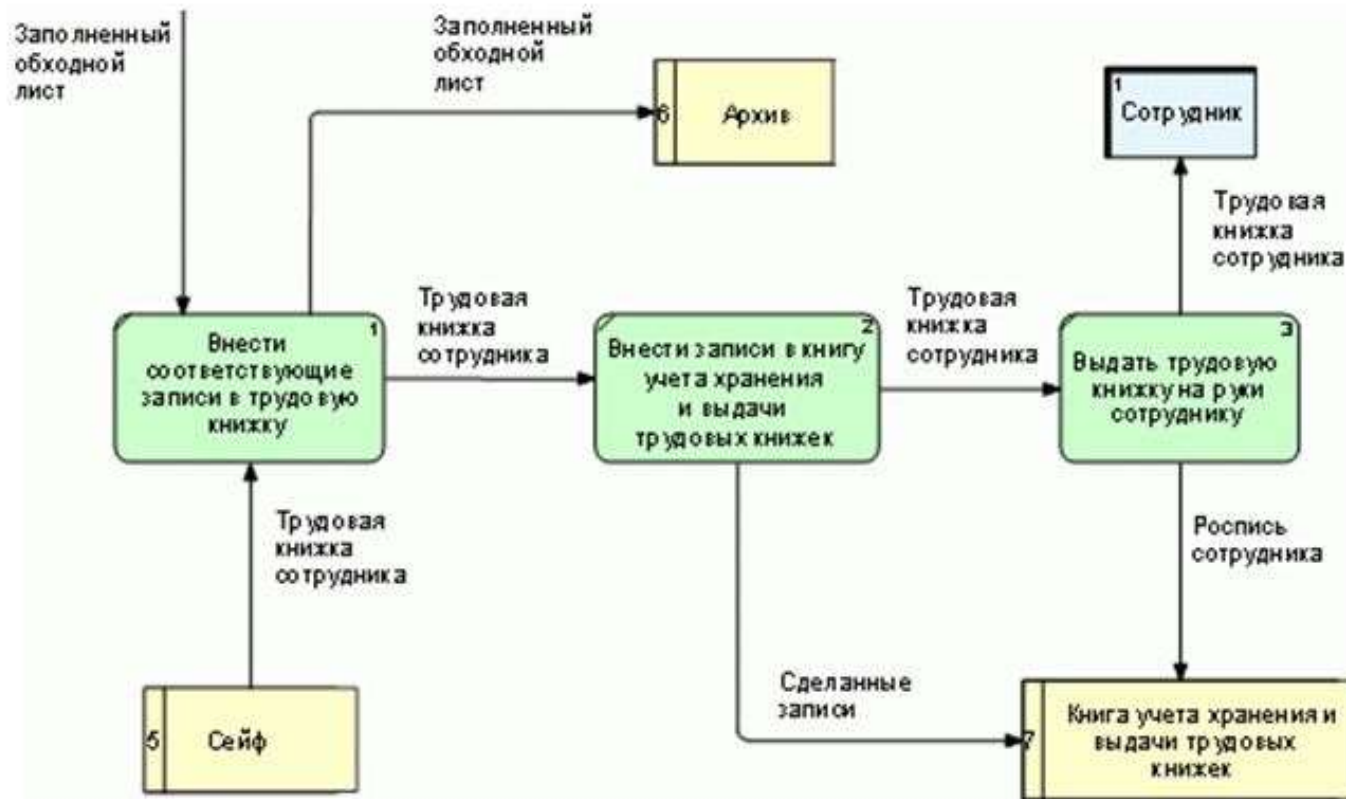 Заполненный
обходной
лист
Заполненный
обходной
лист
6
Архив
1
Сотрудник
Трудовая
книжка
сотрудника
1
Внести
соответствующие
записи в трудовую
книжку
Трудовая
книжка
сотрудника
2
Внести записи в книгу
учета хранения
и выдачи
трудовых книжек
Трудовая
книжка
сотрудника
3
Выдать трудовую
книжку на руки
сотруднику
Трудовая
книжка
сотрудника
Роспись
сотрудника
5
Сейф
Сделанные
записи
7
Книга учета хранения и
выдачи трудовых
книжек